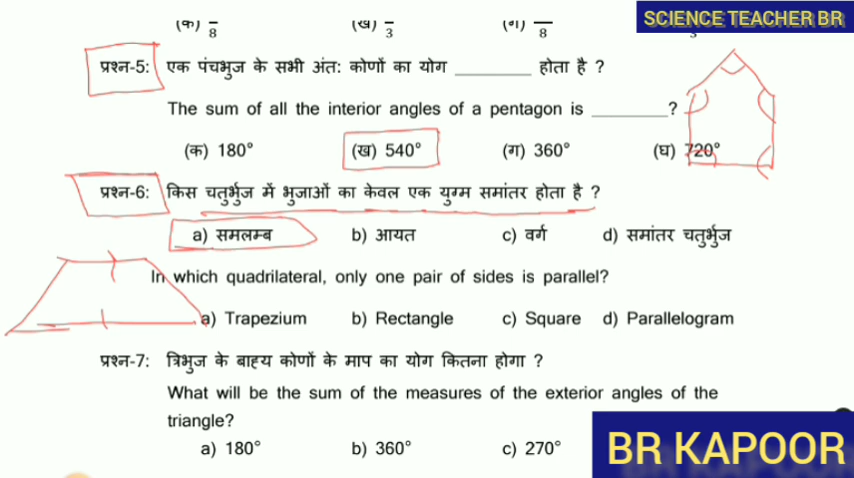 (क) 8 (ख) 3 (ग) 8
SCIENCE TEACHER BR
प्रश्न-5: एक पंचभुज के सभी अंत: कोणों का योग ________ होता है ?
The sum of all the interior angles of a pentagon is ________?
(क) 180° (ख) 540° (ग) 360° (घ) 720°
प्रश्न-6: किस चतुर्भुज में भुजाओं का केवल एक युग्म समांतर होता है ?
a) समलम्ब b) आयत c) वर्ग d) समांतर चतुर्भुज
In which quadrilateral, only one pair of sides is parallel?
a) Trapezium b) Rectangle c) Square d) Parallelogram
प्रश्न-7: त्रिभुज के बाह्य कोणों के माप का योग कितना होगा ?
What will be the sum of the measures of the exterior angles of the
triangle?
a) 180° b) 360° c) 270°
BR KAPOOR